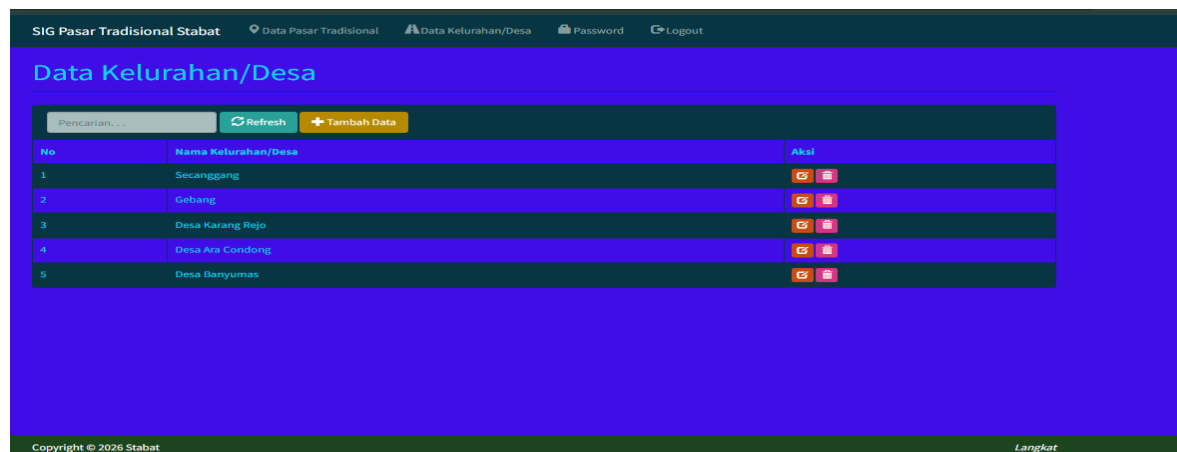 SIG Pasar Tradisional Stabat Data Pasar Tradisional Data Kelurahan/Desa Password Logout
Data Kelurahan/Desa
Pencarian... Refresh Tambah Data
No Nama Kelurahan/Desa Aksi
1 Secanggang
2 Gebang
3 Desa Karang Rejo
4 Desa Ara Condong
5 Desa Banyumas
Copyright © 2026 Stabat Langkat